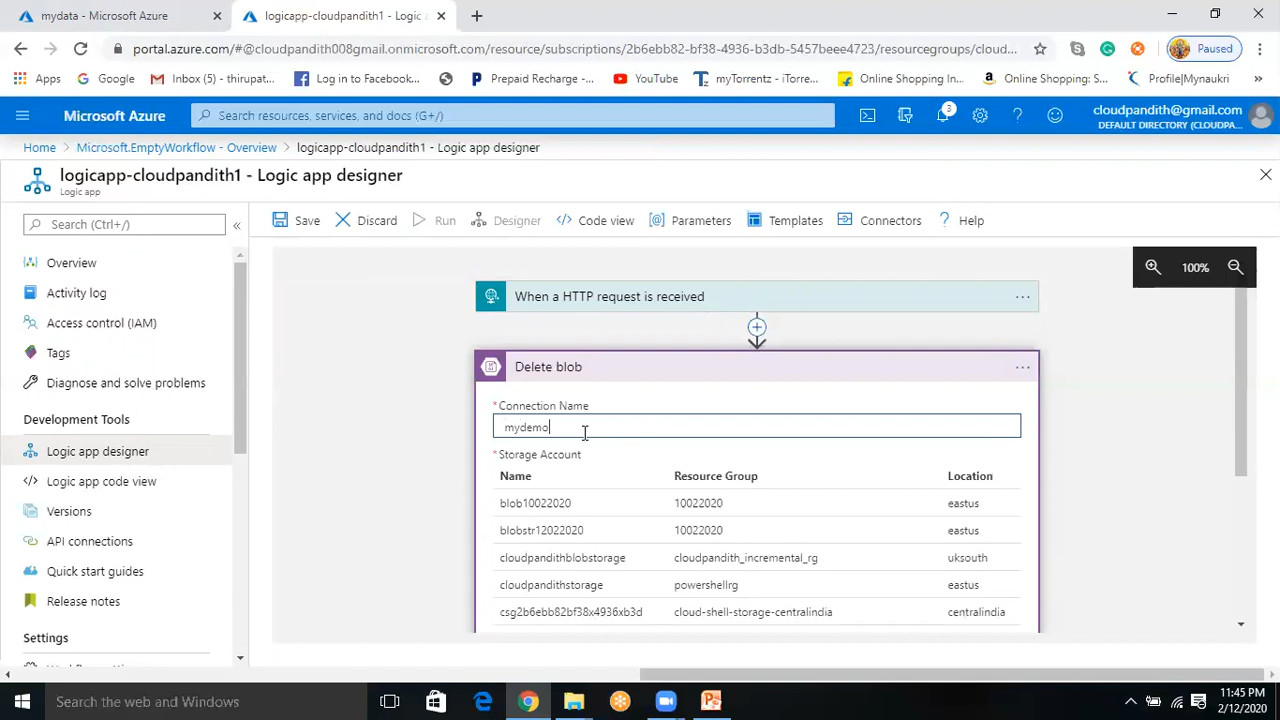 mydata - Microsoft Azure
logicapp-cloudpandith1 - Logic a
portal.azure.com/#@cloudpandith008gmail.onmicrosoft.com/resource/subscriptions/2b6ebb82-bf38-4936-b3db-5457beee4723/resourcegroups/cloud...
Paused
Apps Google Inbox (5) - thirupat... Log in to Facebook... Prepaid Recharge -... YouTube myTorrentz - iTorre... Online Shopping In... Online Shopping: S... Profile|Mynaukri
Microsoft Azure
Search resources, services, and docs (G+/)
3
cloudpandith@gmail.com
DEFAULT DIRECTORY (CLOUDPA...
Home > Microsoft.EmptyWorkflow - Overview > logicapp-cloudpandith1 - Logic app designer
logicapp-cloudpandith1 - Logic app designer
Logic app
Search (Ctrl+/)
Save Discard Run Designer Code view Parameters Templates Connectors Help
Overview
Activity log
Access control (IAM)
Tags
Diagnose and solve problems
Development Tools
Logic app designer
Logic app code view
Versions
API connections
Quick start guides
Release notes
Settings
100%
When a HTTP request is received
Delete blob
* Connection Name
mydemo
* Storage Account
Name Resource Group Location
blob10022020 10022020 eastus
blobstr12022020 10022020 eastus
cloudpandithblobstorage cloudpandith_incremental_rg uksouth
cloudpandithstorage powershellrg eastus
csg2b6ebb82bf38x4936xb3d cloud-shell-storage-centralindia centralindia
Search the web and Windows
11:45 PM
2/12/2020